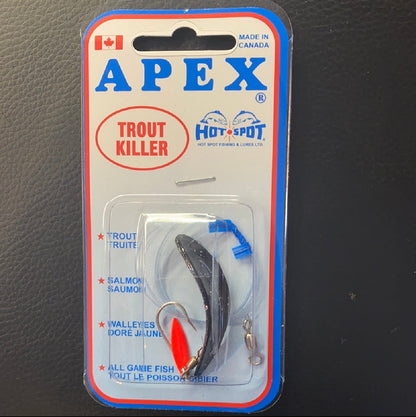 MADE IN
CANADA
APEX
®
TROUT
KILLER
HOT SPOT
HOT SPOT FISHING & LURES LTD.
★ TROUT
TRUITE
★ SALMON
SAUMON
★ WALLEYES
DORÉ JAUNE
★ ALL GAME FISH
TOUT LE POISSON GIBIER